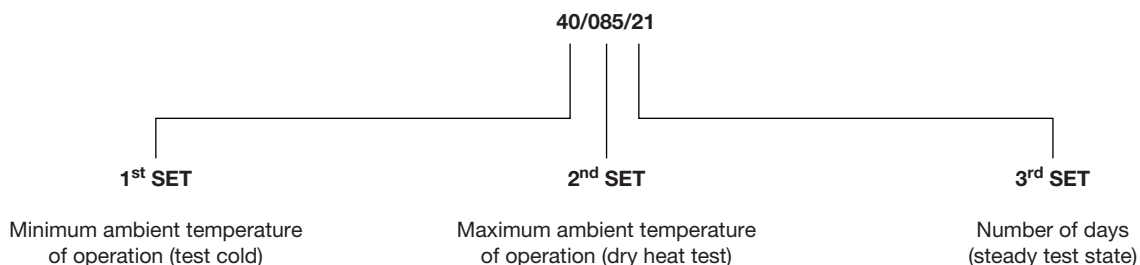 40/085/21
1st SET
2nd SET
3rd SET
Minimum ambient temperature
of operation (test cold)
Maximum ambient temperature
of operation (dry heat test)
Number of days
(steady test state)